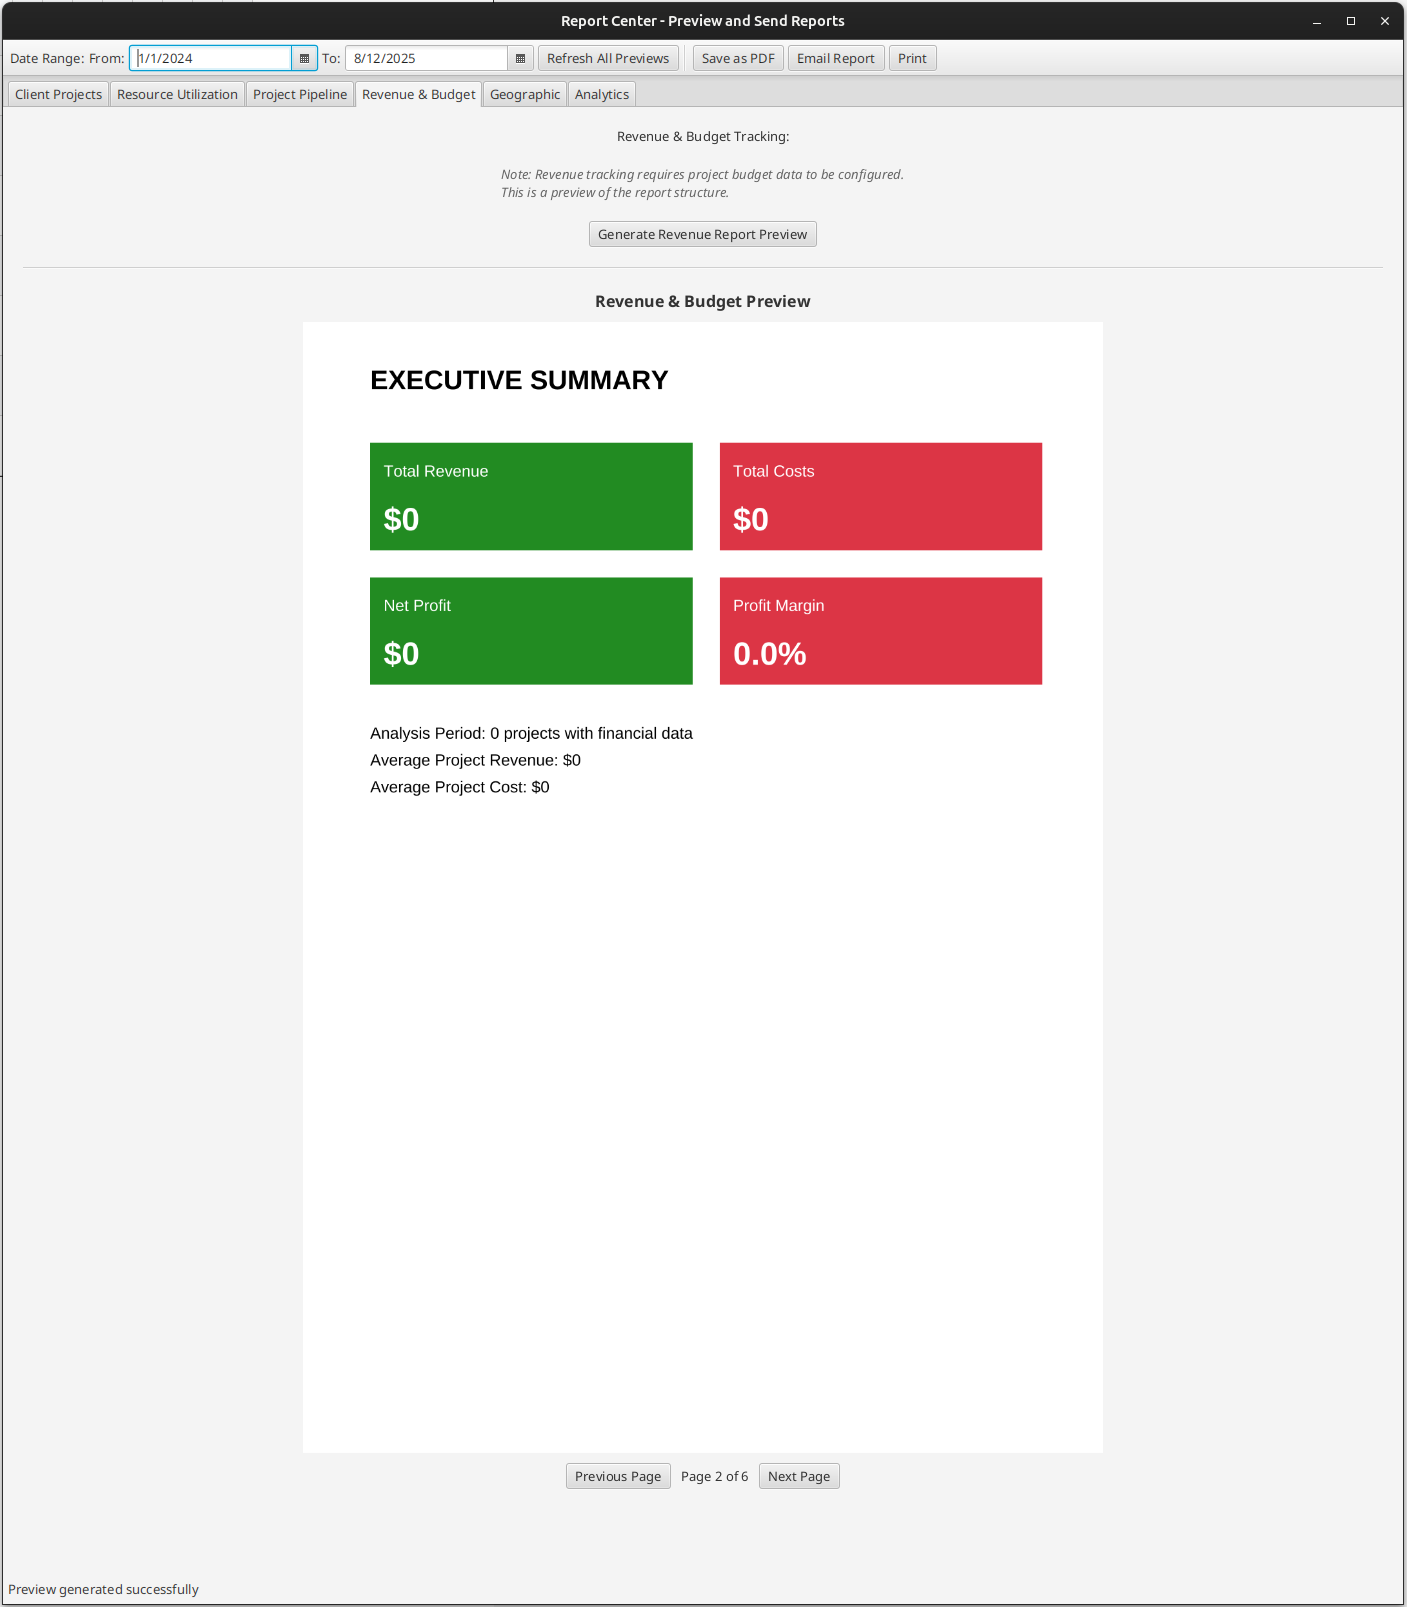 Report Center - Preview and Send Reports
Date Range: From: 1/1/2024 To: 8/12/2025 Refresh All Previews Save as PDF Email Report Print
Client Projects Resource Utilization Project Pipeline Revenue & Budget Geographic Analytics
Revenue & Budget Tracking:
Note: Revenue tracking requires project budget data to be configured.
This is a preview of the report structure.
Generate Revenue Report Preview
Revenue & Budget Preview
EXECUTIVE SUMMARY
Total Revenue
$0
Total Costs
$0
Net Profit
$0
Profit Margin
0.0%
Analysis Period: 0 projects with financial data
Average Project Revenue: $0
Average Project Cost: $0
Previous Page Page 2 of 6 Next Page
Preview generated successfully